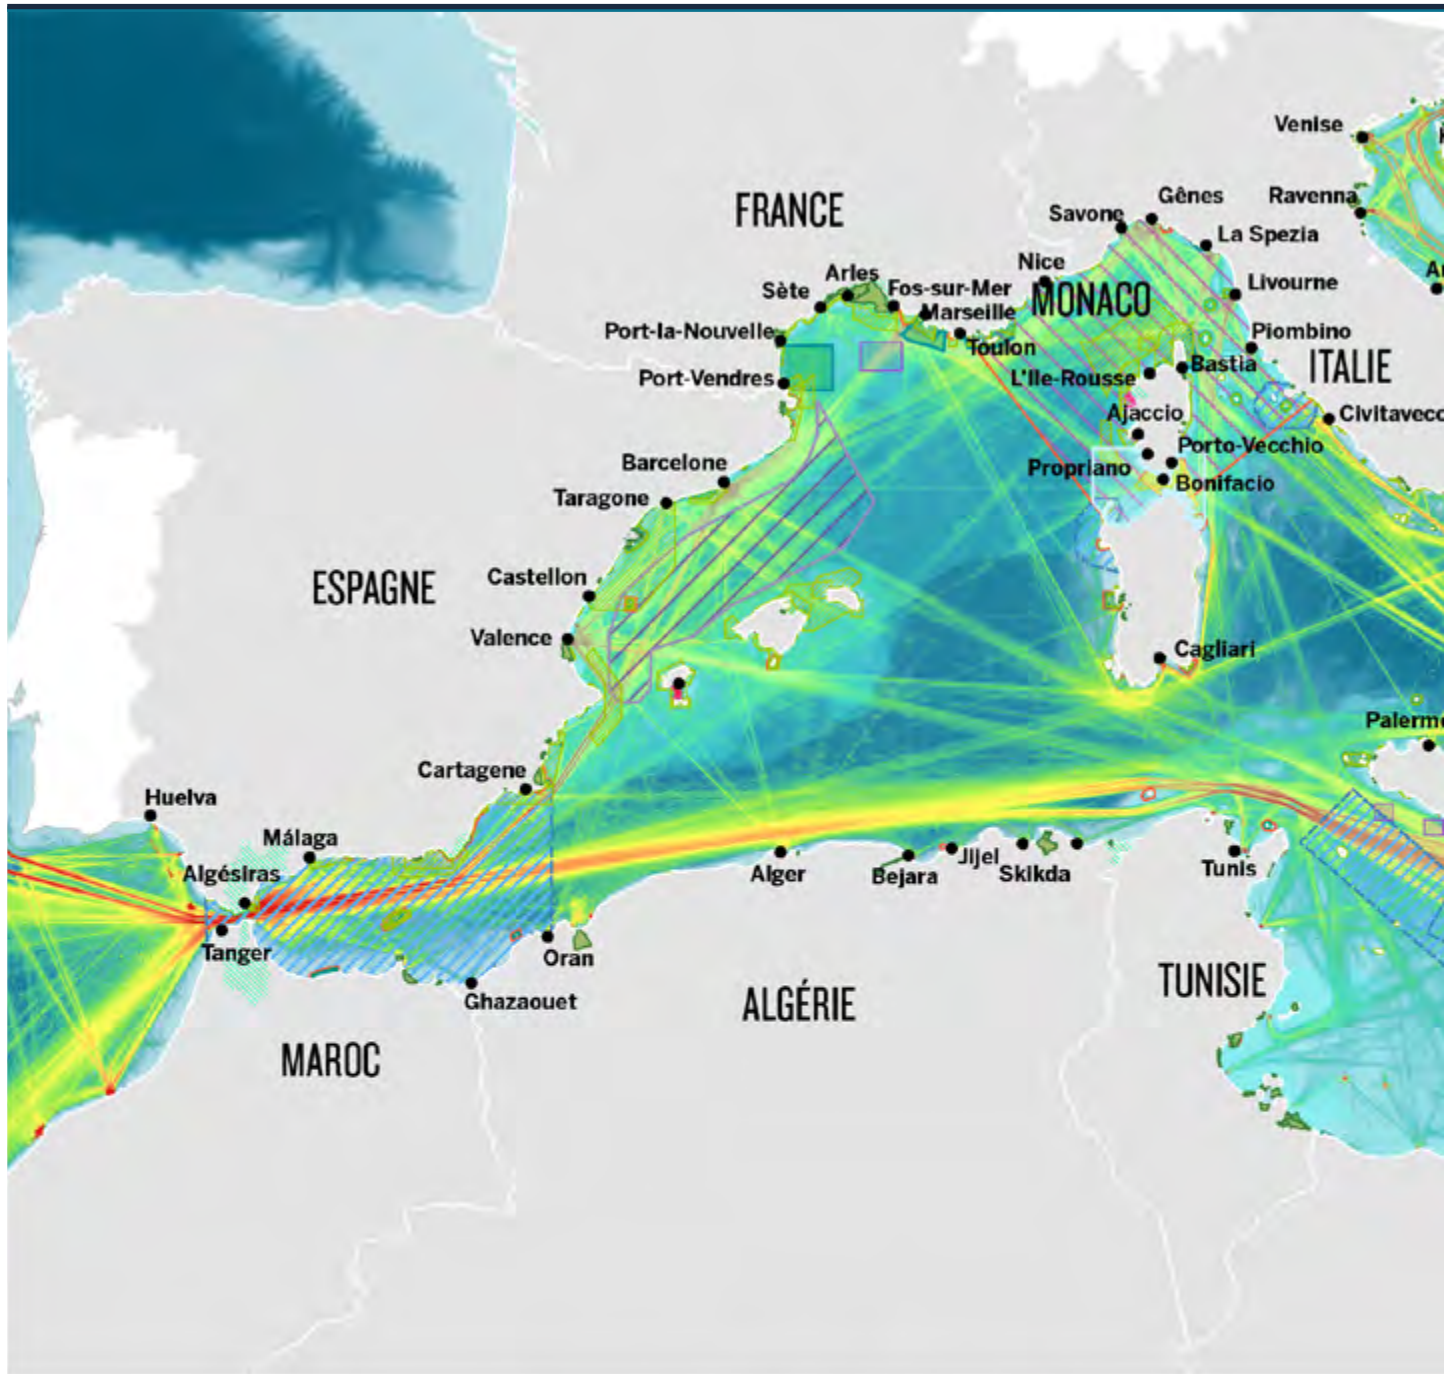 Venise
Ravenna
Gênes
Savone
La Spezia
Nice
Livourne
FRANCE
MONACO
Arles
Sète
Fos-sur-Mer
Marseille
Toulon
Piombino
Port-la-Nouvelle
Port-Vendres
L'Ile-Rousse
Bastia
ITALIE
Ajaccio
Civitavecc
Porto-Vecchio
Propriano
Bonifacio
Barcelone
Taragone
ESPAGNE
Castellon
Valence
Cagliari
Palerme
Cartagene
Huelva
Málaga
Algésiras
Alger
Bejara
Jijel
Skikda
Tunis
Tanger
Oran
Ghazaouet
TUNISIE
ALGÉRIE
MAROC